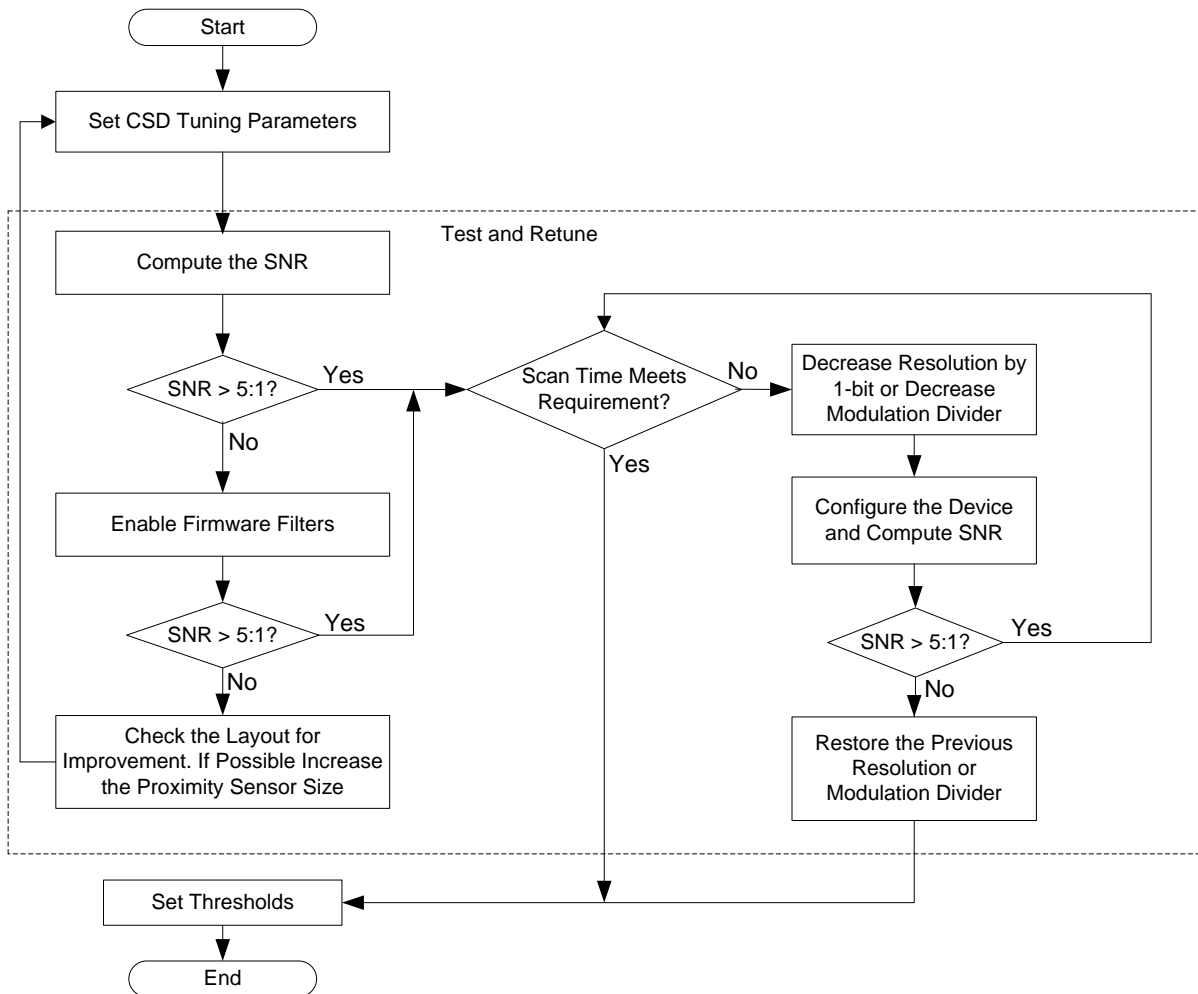 Start
Set CSD Tuning Parameters
Test and Retune
Compute the SNR
SNR > 5:1?
Yes
No
Enable Firmware Filters
SNR > 5:1?
Yes
No
Check the Layout for
Improvement. If Possible Increase
the Proximity Sensor Size
Scan Time Meets
Requirement?
No
Yes
Decrease Resolution by
1-bit or Decrease
Modulation Divider
Configure the Device
and Compute SNR
SNR > 5:1?
Yes
No
Restore the Previous
Resolution or
Modulation Divider
Set Thresholds
End